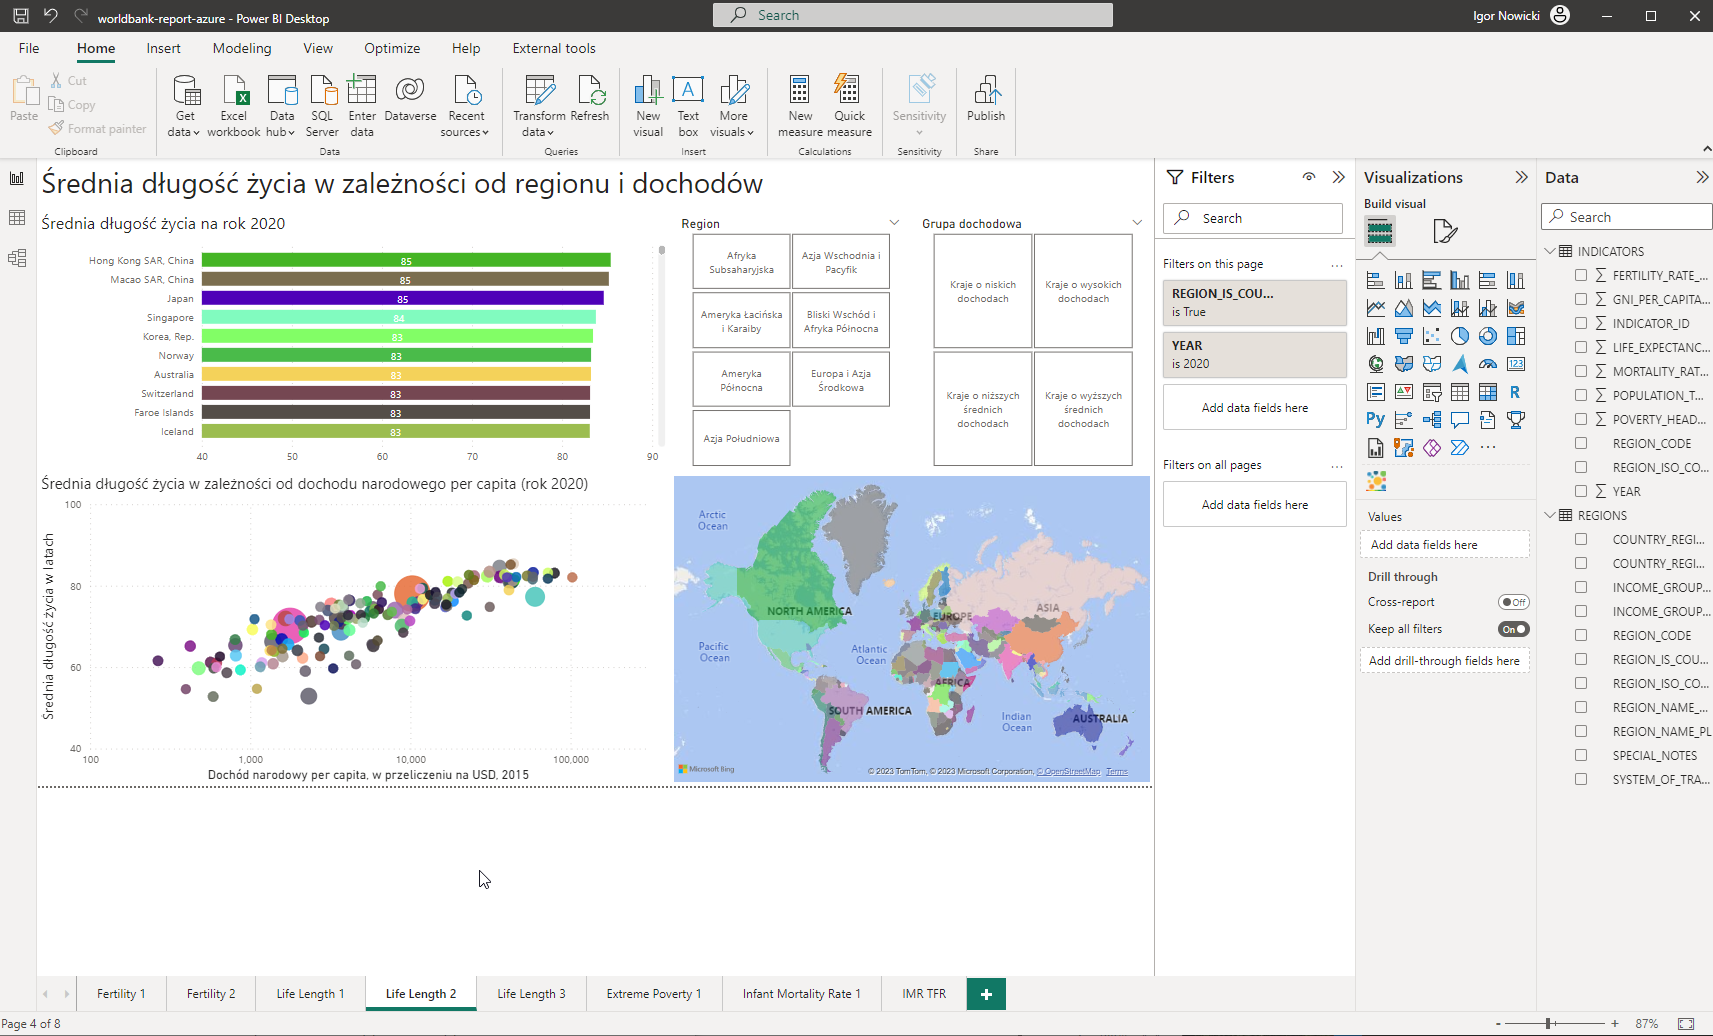 worldbank-report-azure - Power BI Desktop
Search
Igor Nowicki
File
Home
Insert
Modeling
View
Optimize
Help
External tools
Paste
Cut
Copy
Format painter
Clipboard
Get
data
Excel
workbook
Data
hub
SQL
Server
Enter
data
Dataverse
Recent
sources
Data
Transform
data
Refresh
Queries
New
visual
Text
box
More
visuals
Insert
New
measure
Quick
measure
Calculations
Sensitivity
Sensitivity
Publish
Share
Średnia długość życia w zależności od regionu i dochodów
Średnia długość życia na rok 2020
Hong Kong SAR, China
85
Macao SAR, China
85
Japan
85
Singapore
84
Korea, Rep.
83
Norway
83
Australia
83
Switzerland
83
Faroe Islands
83
Iceland
83
40
50
60
70
80
90
Region
Afryka
Subsaharyjska
Azja Wschodnia i
Pacyfik
Ameryka Łacińska
i Karaiby
Bliski Wschód i
Afryka Północna
Ameryka
Północna
Europa i Azja
Środkowa
Azja Południowa
Grupa dochodowa
Kraje o niskich
dochodach
Kraje o wysokich
dochodach
Kraje o niższych
średnich
dochodach
Kraje o wyższych
średnich
dochodach
Średnia długość życia w zależności od dochodu narodowego per capita (rok 2020)
Średnia długość życia w latach
100
80
60
40
100
1,000
10,000
100,000
Dochód narodowy per capita, w przeliczeniu na USD, 2015
Arctic
Ocean
NORTH AMERICA
EUROPE
ASIA
Pacific
Ocean
Atlantic
Ocean
AFRICA
SOUTH AMERICA
Indian
Ocean
AUSTRALIA
Microsoft Bing
© 2023 TomTom, © 2023 Microsoft Corporation, © OpenStreetMap Terms
Filters
Search
Filters on this page
...
REGION_IS_COU...
is True
YEAR
is 2020
Add data fields here
Filters on all pages
...
Add data fields here
Visualizations
Build visual
123
R
Py
...
Values
Add data fields here
Drill through
Cross-report
Off
Keep all filters
On
Add drill-through fields here
Data
Search
INDICATORS
FERTILITY_RATE_...
GNI_PER_CAPITA...
INDICATOR_ID
LIFE_EXPECTANC...
MORTALITY_RAT...
POPULATION_T...
POVERTY_HEAD...
REGION_CODE
REGION_ISO_CO...
YEAR
REGIONS
COUNTRY_REGI...
COUNTRY_REGI...
INCOME_GROUP...
INCOME_GROUP...
REGION_CODE
REGION_IS_COU...
REGION_ISO_CO...
REGION_NAME_...
REGION_NAME_PL
SPECIAL_NOTES
SYSTEM_OF_TRA...
Fertility 1
Fertility 2
Life Length 1
Life Length 2
Life Length 3
Extreme Poverty 1
Infant Mortality Rate 1
IMR TFR
+
Page 4 of 8
-
+
87%